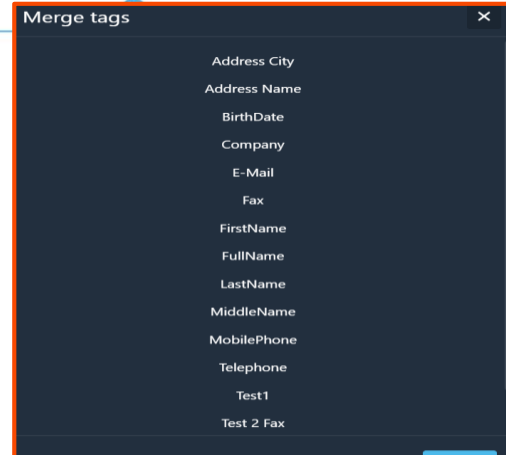 Merge tags
Address City
Address Name
BirthDate
Company
E-Mail
Fax
FirstName
FullName
LastName
MiddleName
MobilePhone
Telephone
Test1
Test 2 Fax